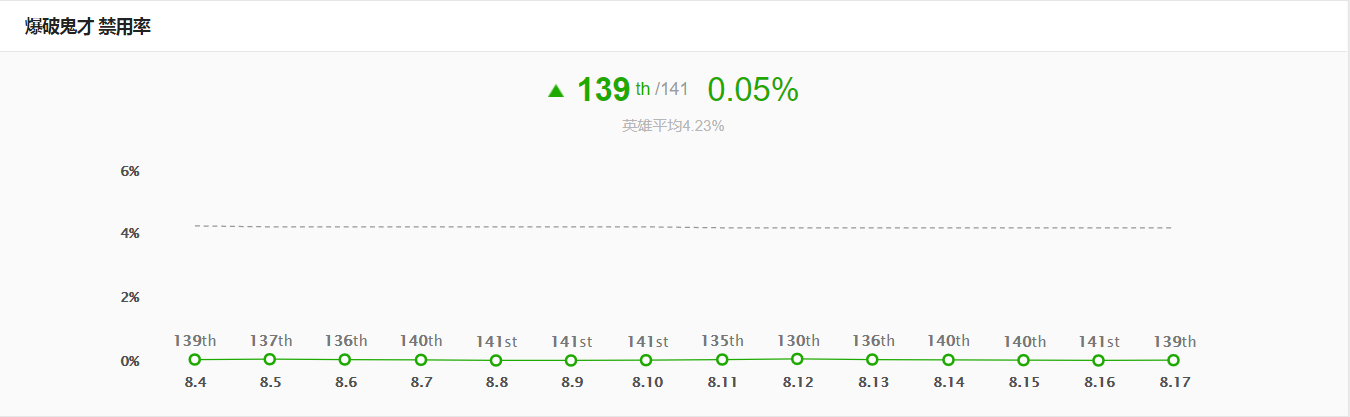 爆破鬼才 禁用率
▲ 139 th /141 0.05%
英雄平均4.23%
6%
4%
2%
139th 137th 136th 140th 141st 141st 141st 135th 130th 136th 140th 140th 141st 139th
0%
8.4 8.5 8.6 8.7 8.8 8.9 8.10 8.11 8.12 8.13 8.14 8.15 8.16 8.17